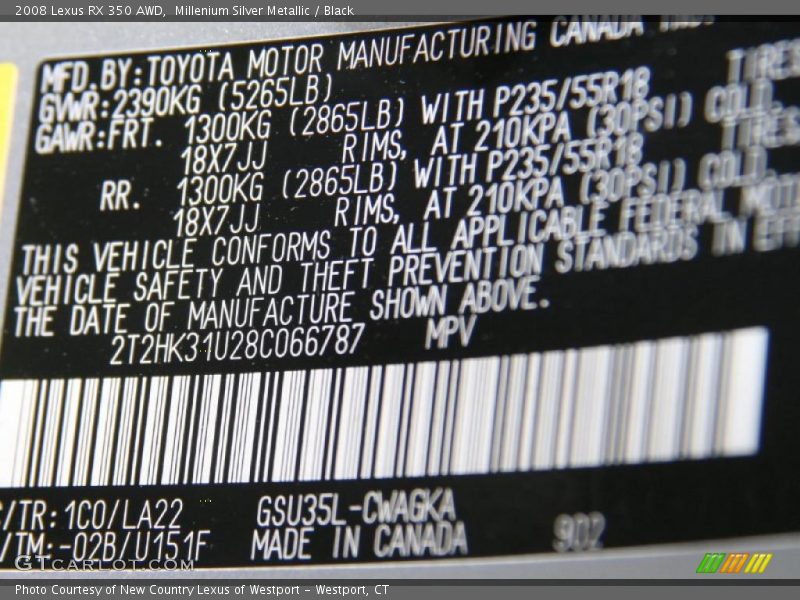 2008 Lexus RX 350 AWD, Millenium Silver Metallic / Black
MFD.BY:TOYOTA MOTOR MANUFACTURING CANADA
GVWR:2390KG (5265LB)
GAWR:FRT. 1300KG (2865LB) WITH P235/55R18 TIRES
18X7JJ RIMS, AT 210KPA (30PSI) COLD.
RR. 1300KG (2865LB) WITH P235/55R18 TIRES
18X7JJ RIMS, AT 210KPA (30PSI) COLD.
THIS VEHICLE CONFORMS TO ALL APPLICABLE FEDERAL
VEHICLE SAFETY AND THEFT PREVENTION STANDARDS IN
THE DATE OF MANUFACTURE SHOWN ABOVE.
2T2HK31U28C066787 MPV
/TR:1C0/LA22 GSU35L-CWAGKA
/TM.-02B/U151F MADE IN CANADA 902
GTcarlot.com
Photo Courtesy of New Country Lexus of Westport - Westport, CT